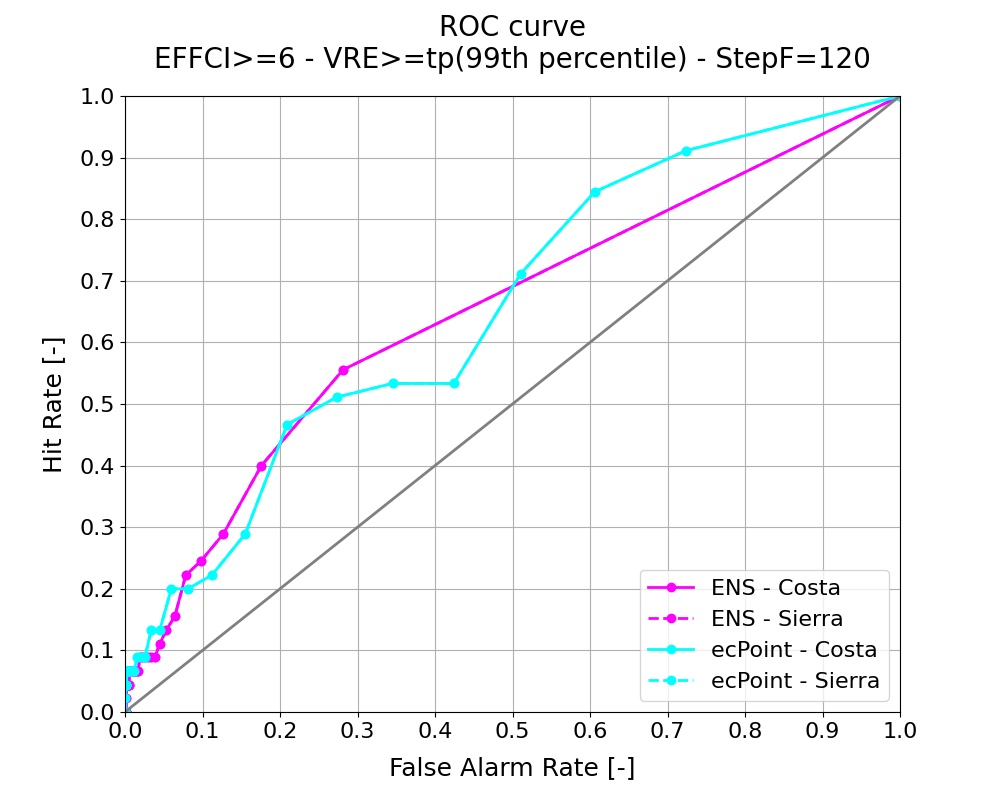 ROC curve
EFFCI>=6 - VRE>=tp(99th percentile) - StepF=120
1.0
0.9
0.8
0.7
0.6
0.5
0.4
0.3
0.2
0.1
0.0
Hit Rate [-]
ENS - Costa
ENS - Sierra
ecPoint - Costa
ecPoint - Sierra
0.0 0.1 0.2 0.3 0.4 0.5 0.6 0.7 0.8 0.9 1.0
False Alarm Rate [-]